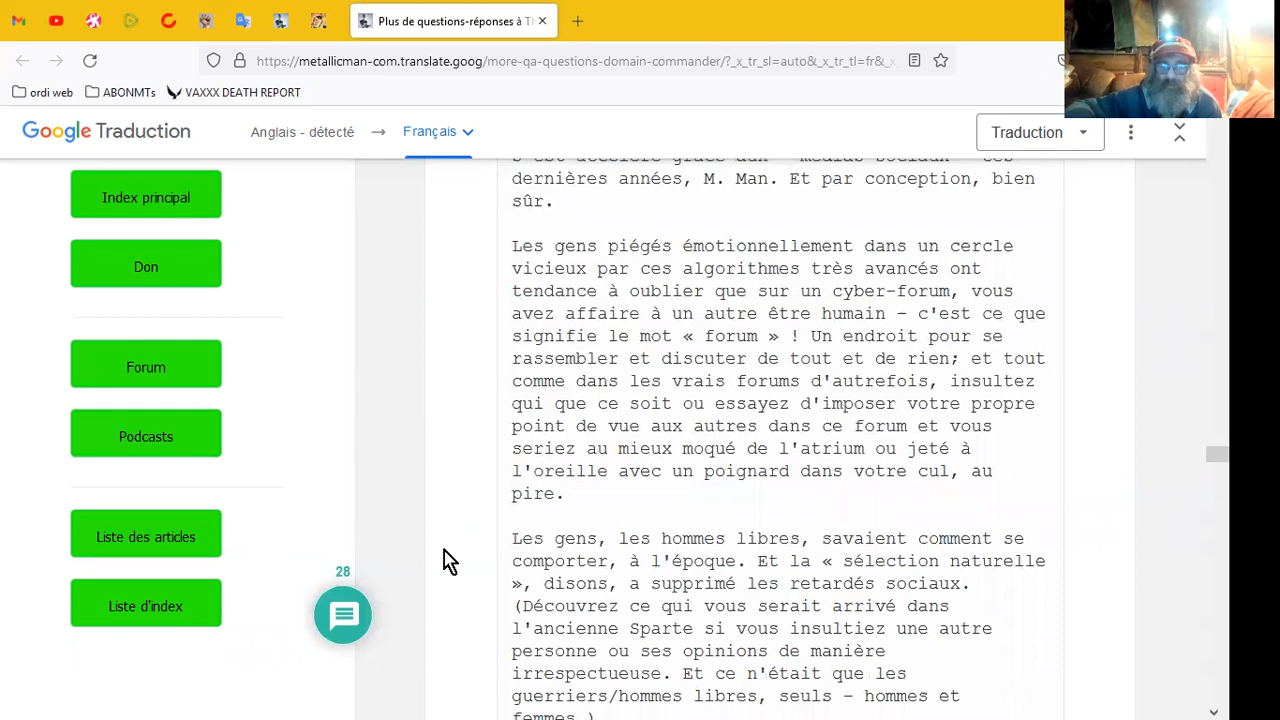 Plus de questions-réponses à Tl
https://metallicman-com.translate.goog/more-qa-questions-domain-commander/?_x_tr_sl=auto&_x_tr_tl=fr&_x
ordi web
ABONMTs
VAXXX DEATH REPORT
Google Traduction
Anglais - détecté
Français
Traduction
Index principal
Don
Forum
Podcasts
Liste des articles
Liste d'index
28
s'est accéléré grâce aux « médias sociaux » ces
dernières années, M. Man. Et par conception, bien
sûr.
Les gens piégés émotionnellement dans un cercle
vicieux par ces algorithmes très avancés ont
tendance à oublier que sur un cyber-forum, vous
avez affaire à un autre être humain – c'est ce que
signifie le mot « forum » ! Un endroit pour se
rassembler et discuter de tout et de rien; et tout
comme dans les vrais forums d'autrefois, insultez
qui que ce soit ou essayez d'imposer votre propre
point de vue aux autres dans ce forum et vous
seriez au mieux moqué de l'atrium ou jeté à
l'oreille avec un poignard dans votre cul, au
pire.
Les gens, les hommes libres, savaient comment se
comporter, à l'époque. Et la « sélection naturelle
», disons, a supprimé les retardés sociaux.
(Découvrez ce qui vous serait arrivé dans
l'ancienne Sparte si vous insultiez une autre
personne ou ses opinions de manière
irrespectueuse. Et ce n'était que les
guerriers/hommes libres, seuls – hommes et
femmes.)